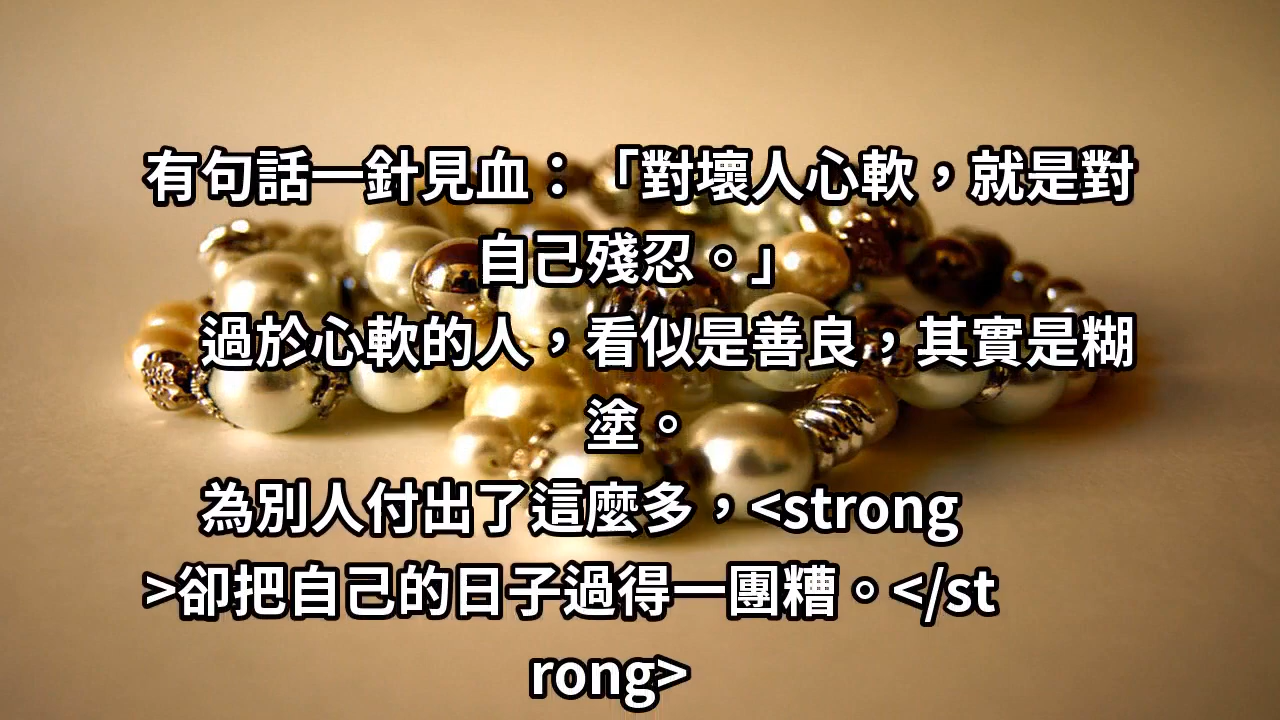 有句話一針見血：「對壞人心軟，就是對
自己殘忍。」
過於心軟的人，看似是善良，其實是糊
塗。
為別人付出了這麼多，<strong
>卻把自己的日子過得一團糟。</st
rong>